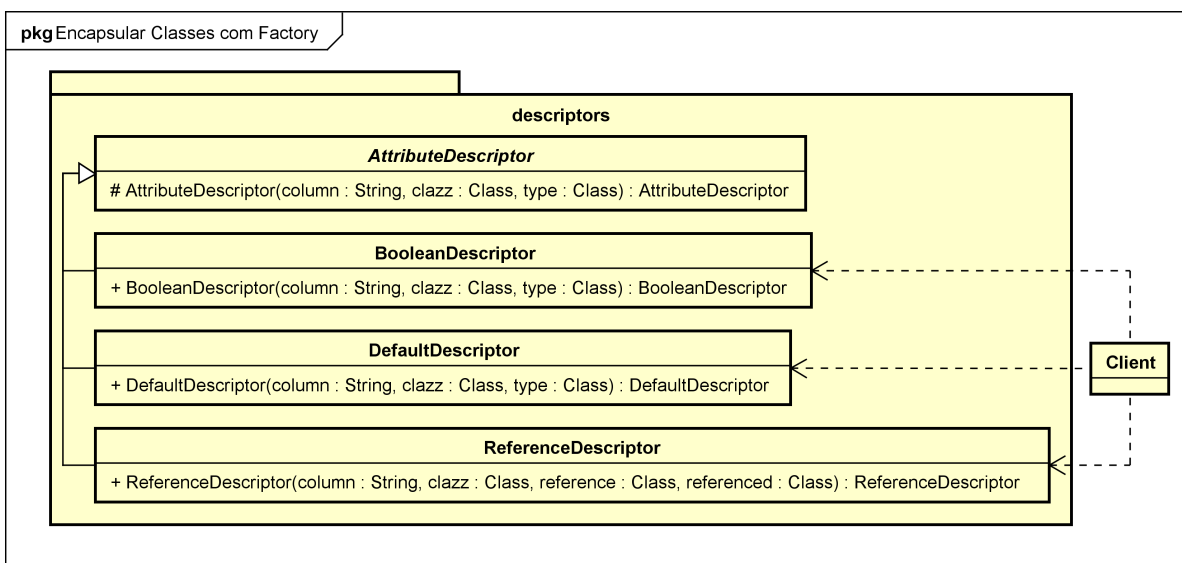 pkg Encapsular Classes com Factory
descriptors
AttributeDescriptor
# AttributeDescriptor(column : String, clazz : Class, type : Class) : AttributeDescriptor
BooleanDescriptor
+ BooleanDescriptor(column : String, clazz : Class, type : Class) : BooleanDescriptor
DefaultDescriptor
+ DefaultDescriptor(column : String, clazz : Class, type : Class) : DefaultDescriptor
Client
ReferenceDescriptor
+ ReferenceDescriptor(column : String, clazz : Class, reference : Class, referenced : Class) : ReferenceDescriptor